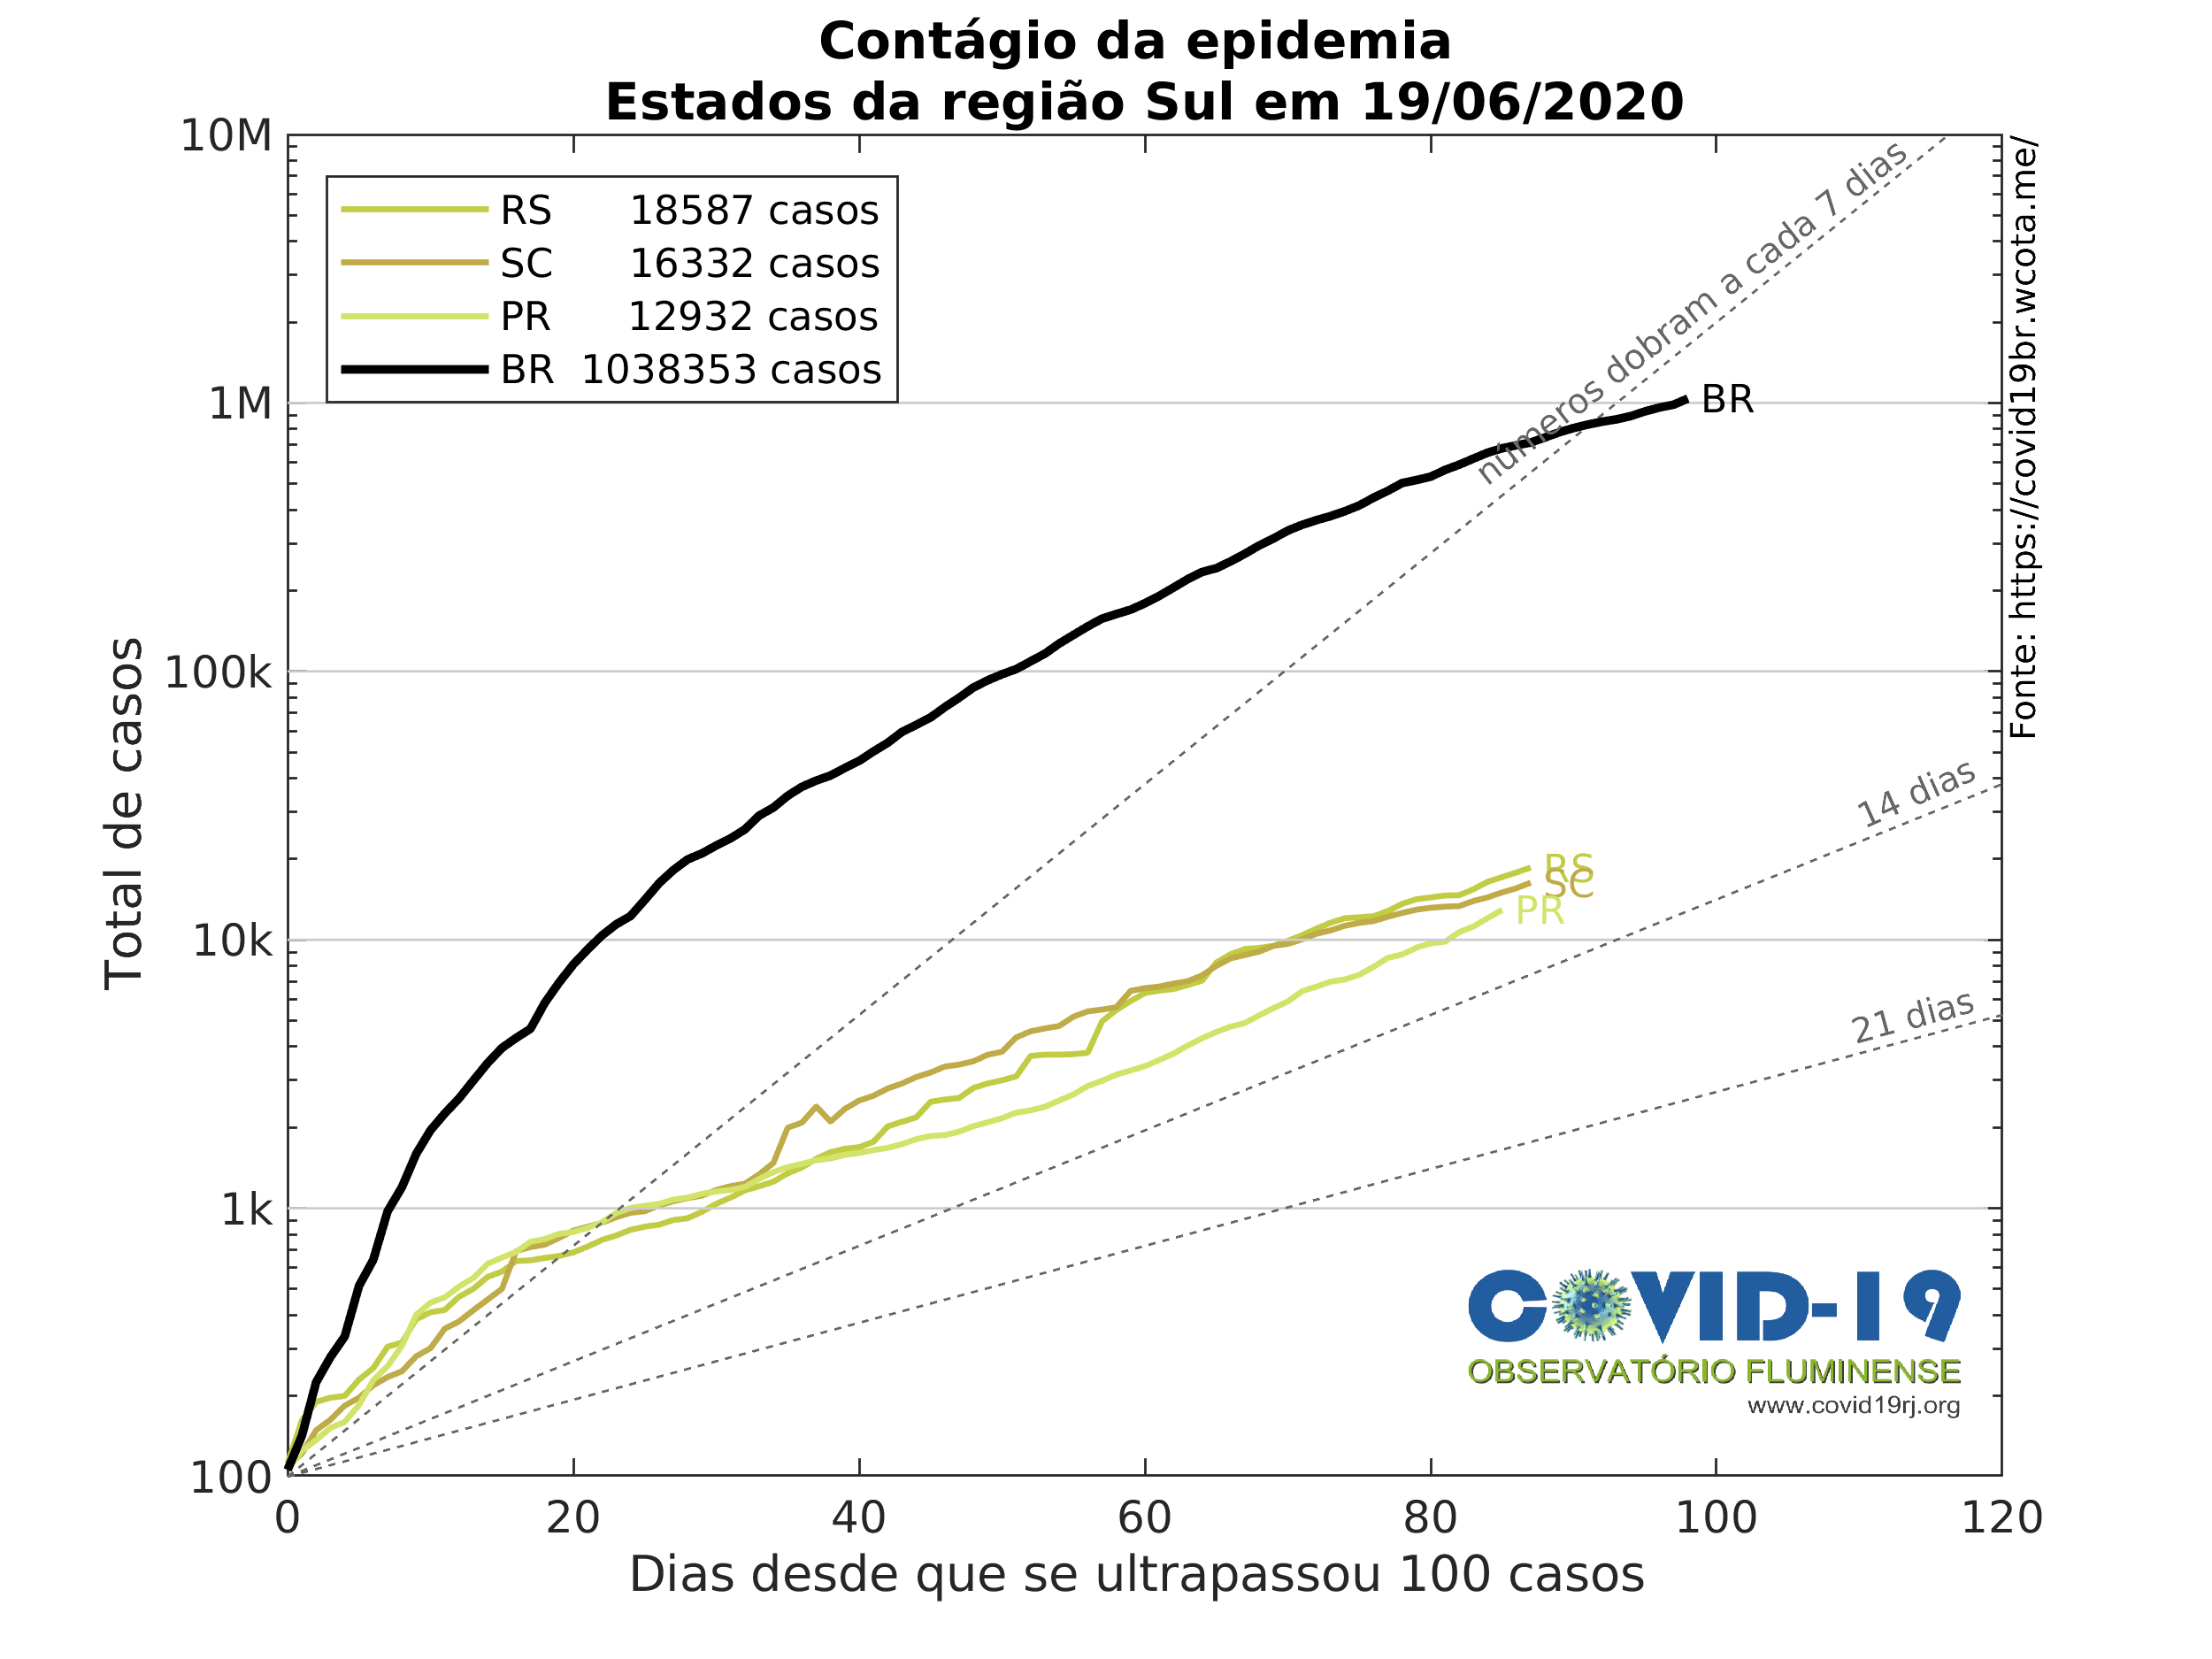 Contágio da epidemia
Estados da região Sul em 19/06/2020
10M
1M
100k
10k
1k
100
Total de casos
RS 18587 casos
SC 16332 casos
PR 12932 casos
BR 1038353 casos
números dobram a cada 7 dias
14 dias
21 dias
BR
RS
SC
PR
Fonte: https://covid19br.wcota.me/
COVID-19
OBSERVATÓRIO FLUMINENSE
www.covid19rj.org
0 20 40 60 80 100 120
Dias desde que se ultrapassou 100 casos